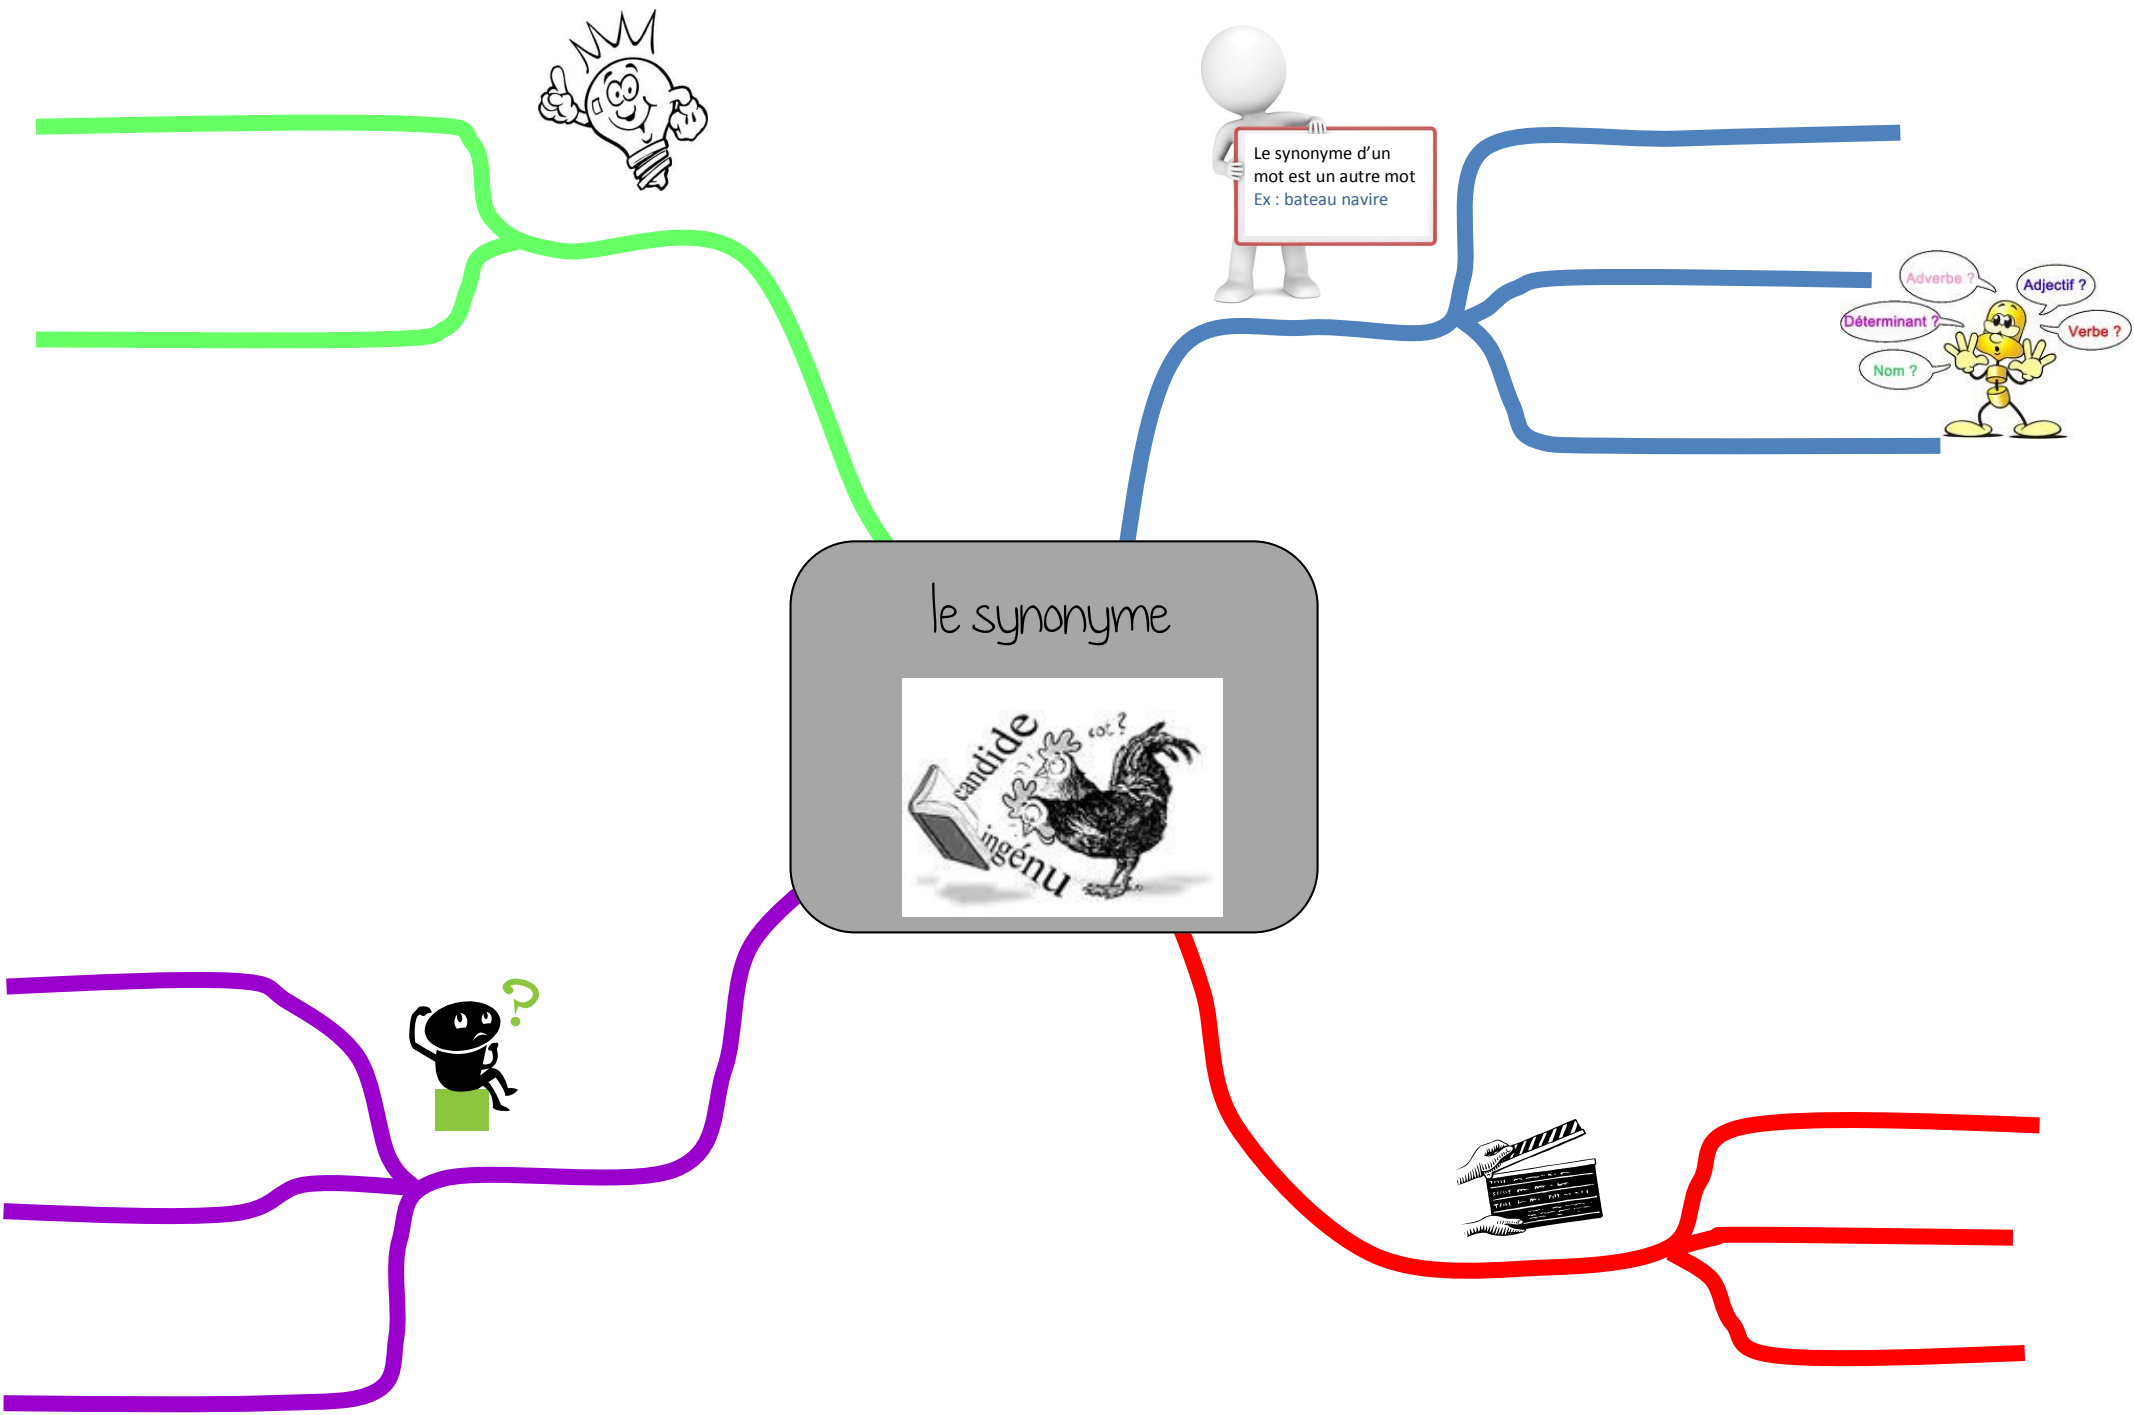 Le synonyme d'un
mot est un autre mot
Ex : bateau navire
Adverbe ?
Adjectif ?
Déterminant ?
Verbe ?
Nom ?
le synonyme
candide
cot ?
ingénu
?